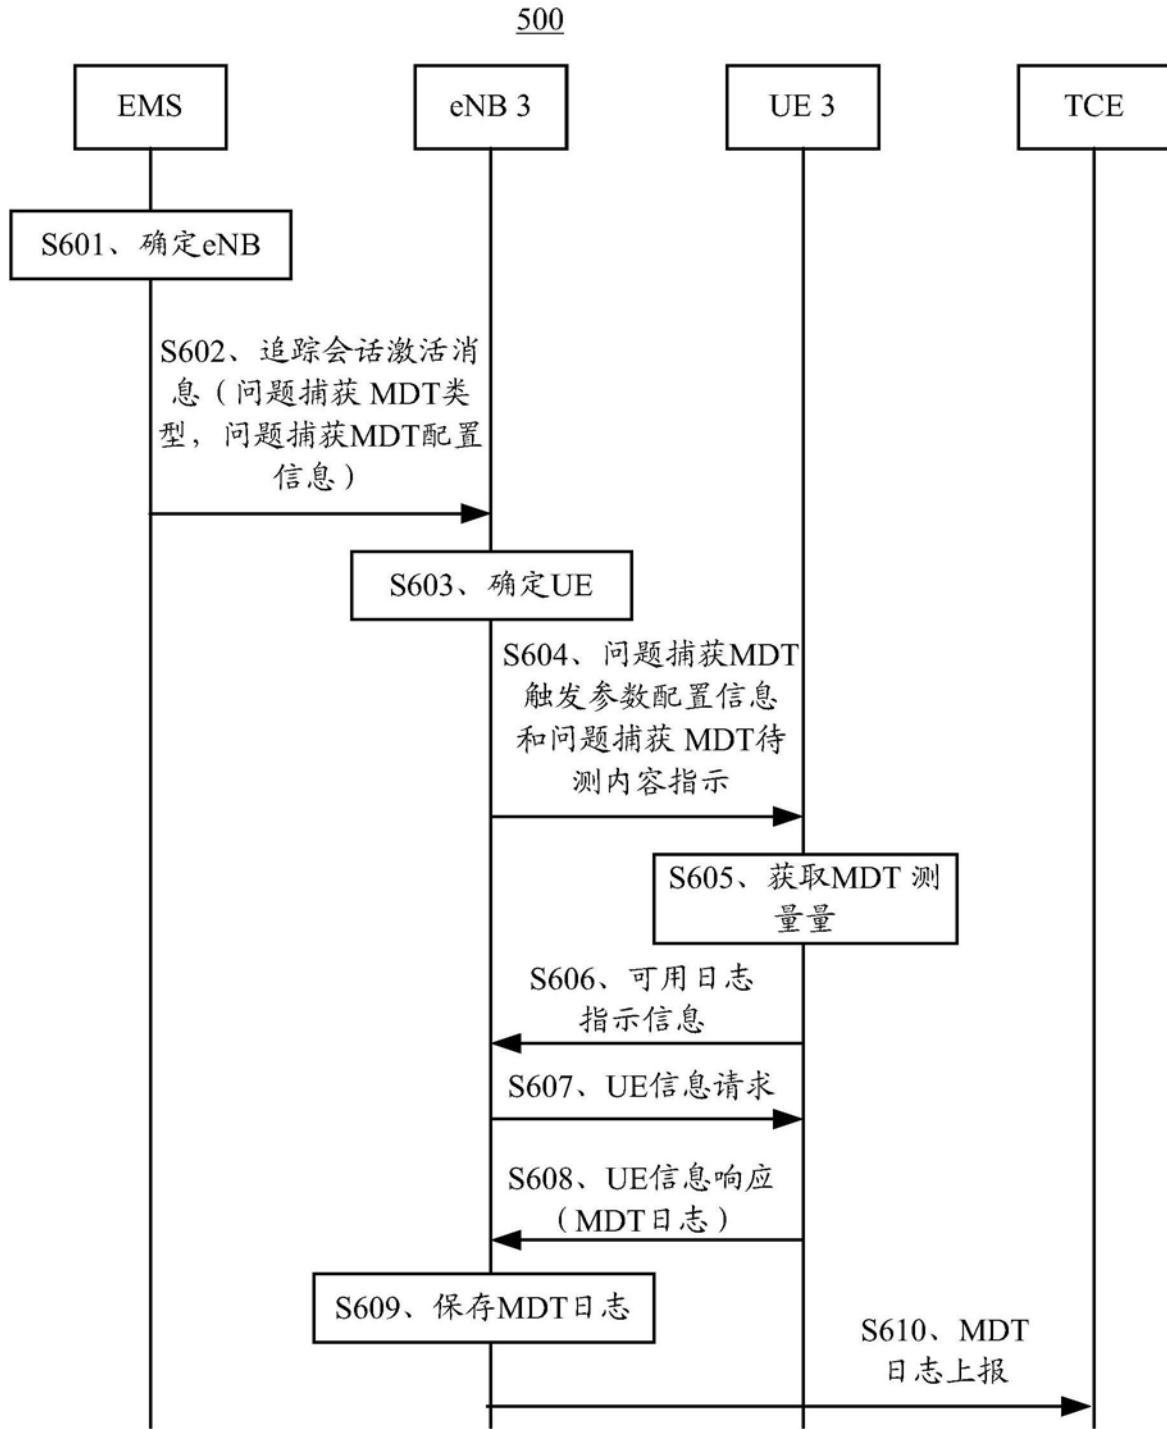 500
EMS
eNB 3
UE 3
TCE
S601、确定eNB
S602、追踪会话激活消
息（问题捕获 MDT类
型，问题捕获MDT配置
信息）
S603、确定UE
S604、问题捕获MDT
触发参数配置信息
和问题捕获 MDT待
测内容指示
S605、获取MDT 测
量量
S606、可用日志
指示信息
S607、UE信息请求
S608、UE信息响应
（MDT日志）
S609、保存MDT日志
S610、MDT
日志上报